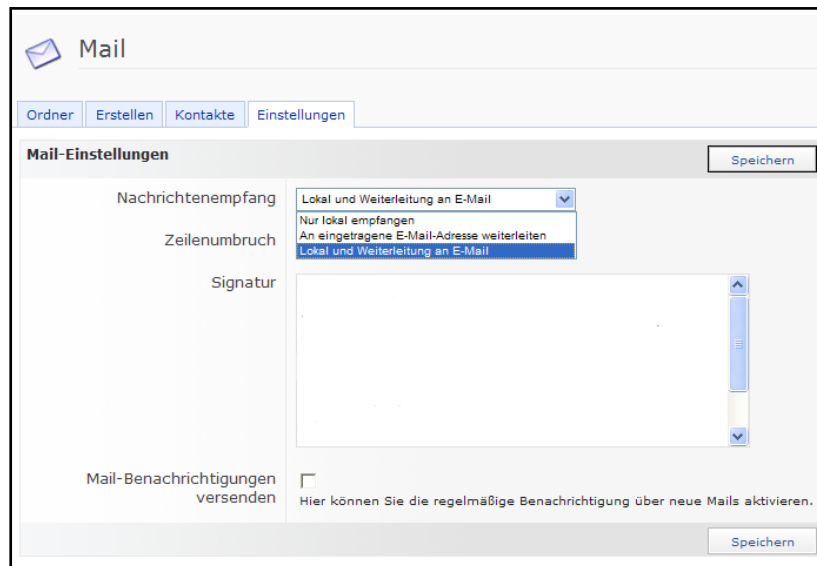 Mail
Ordner Erstellen Kontakte Einstellungen
Mail-Einstellungen Speichern
Nachrichtenempfang Lokal und Weiterleitung an E-Mail
Nur lokal empfangen
An eingetragene E-Mail-Adresse weiterleiten
Zeilenumbruch Lokal und Weiterleitung an E-Mail
Signatur
Mail-Benachrichtigungen
versenden
Hier können Sie die regelmäßige Benachrichtigung über neue Mails aktivieren.
Speichern